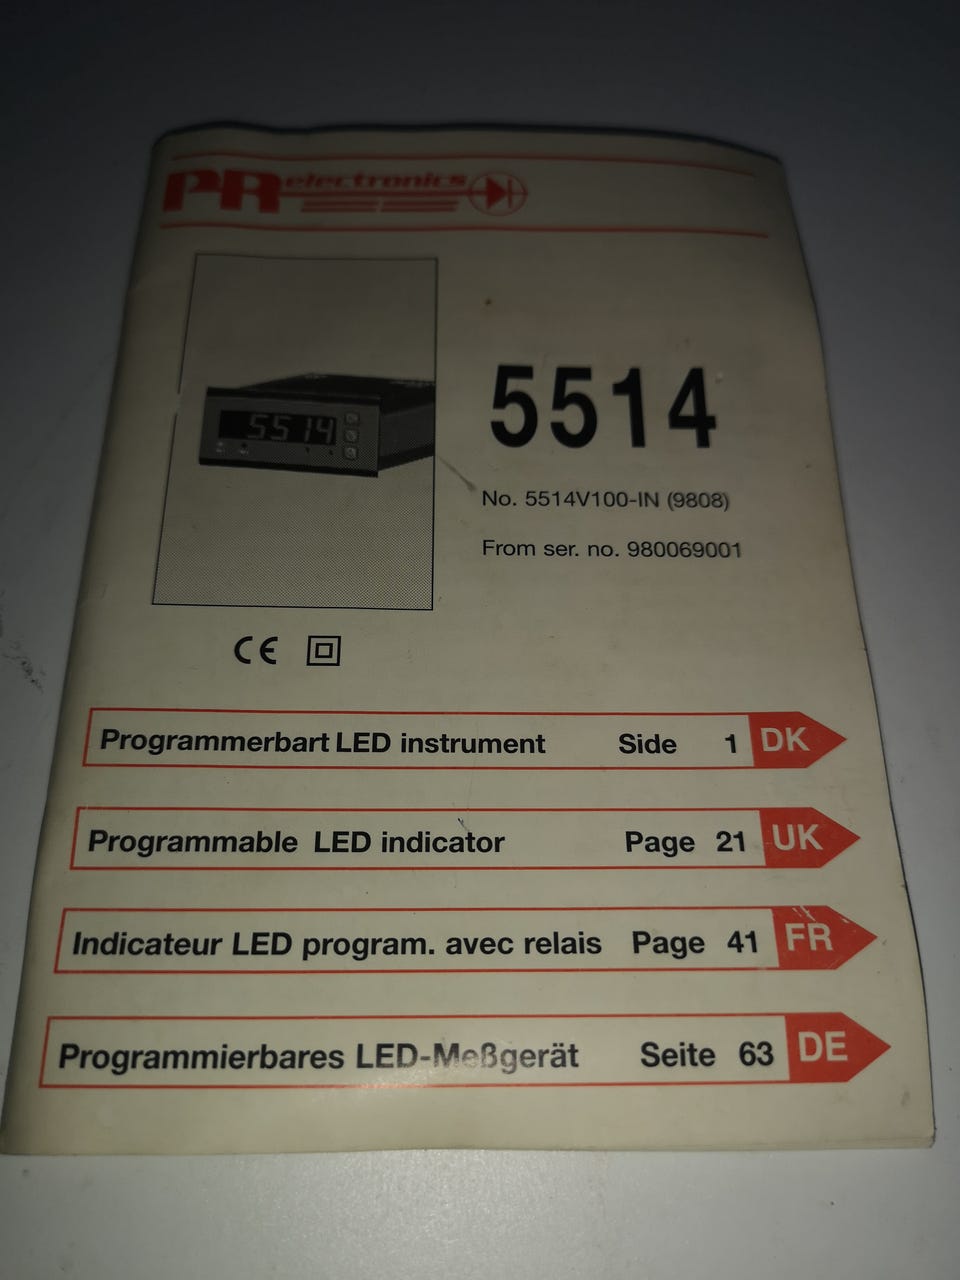 PR electronics
5514
5514
No. 5514V100-IN (9808)
From ser. no. 980069001
CE
Programmerbart LED instrument Side 1 DK
Programmable LED indicator Page 21 UK
Indicateur LED program. avec relais Page 41 FR
Programmierbares LED-Meßgerät Seite 63 DE